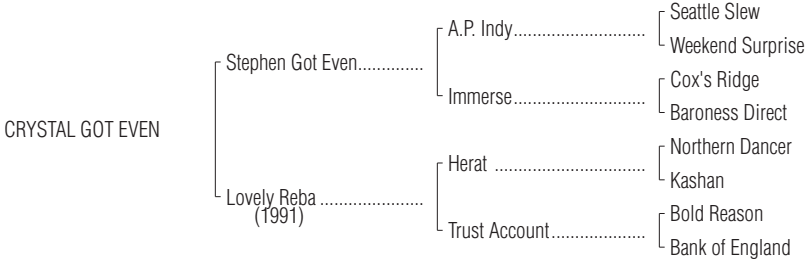 Seattle Slew
A.P. Indy............................
Weekend Surprise
Stephen Got Even..............
Cox's Ridge
Immerse............................
Baroness Direct
CRYSTAL GOT EVEN
Northern Dancer
Herat ................................
Kashan
Lovely Reba ......................
(1991)
Bold Reason
Trust Account....................
Bank of England